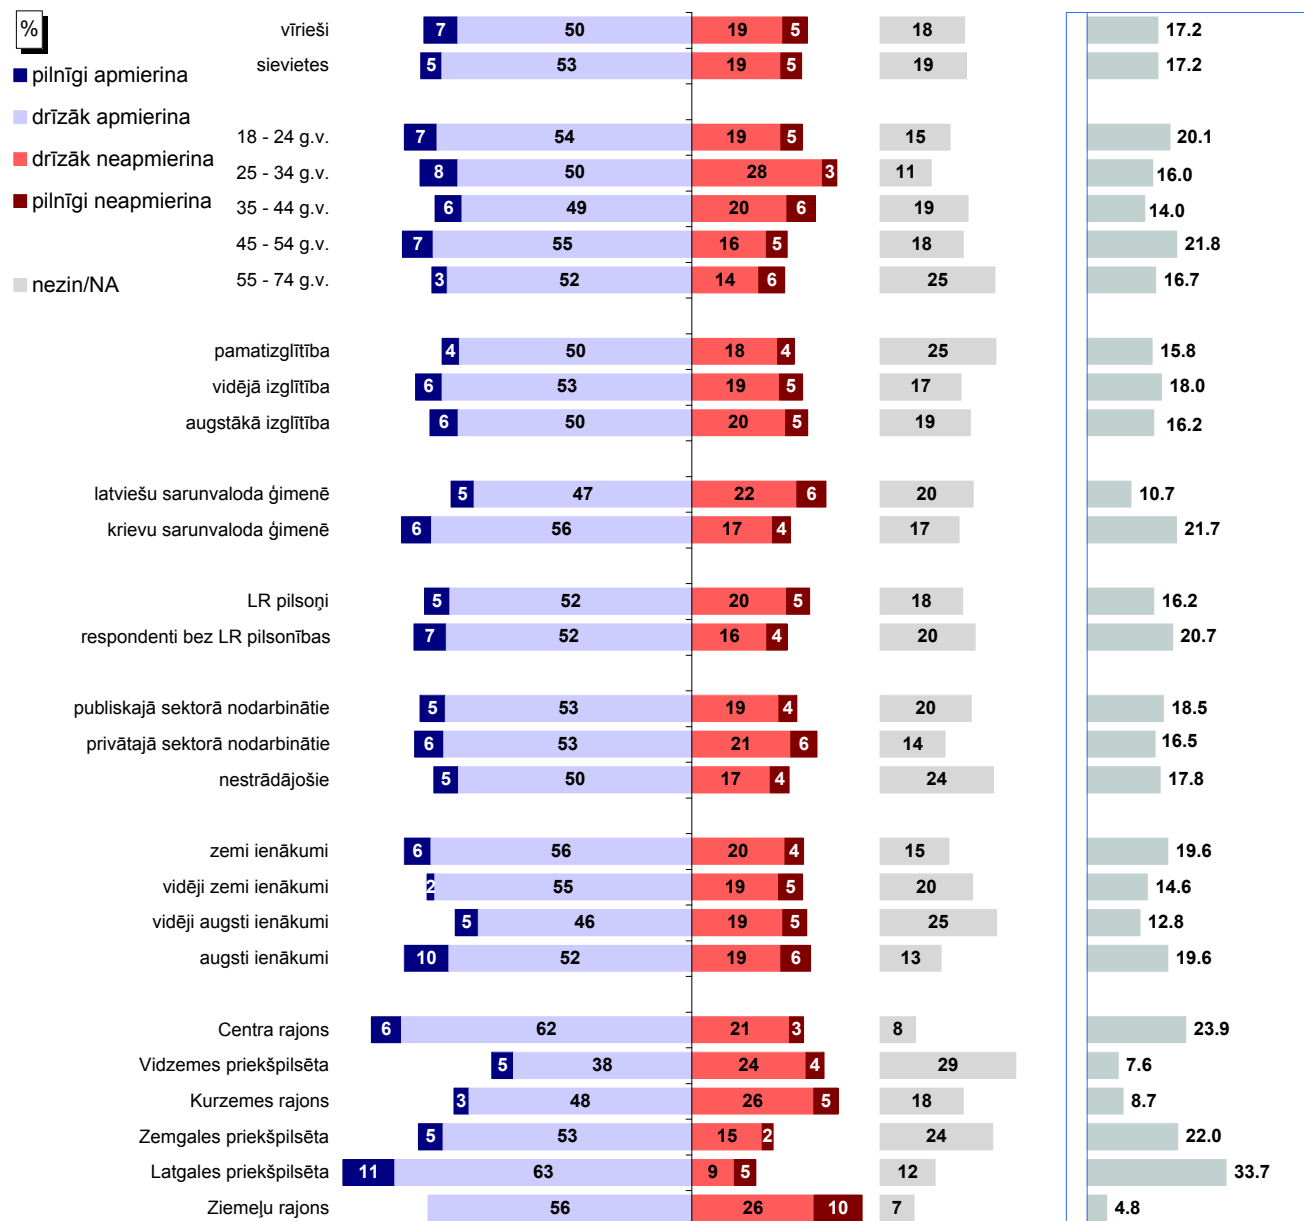 %
pilnīgi apmierina
drīzāk apmierina
drīzāk neapmierina
pilnīgi neapmierina
nezin/NA
vīrieši 7 50 19 5 18 17.2
sievietes 5 53 19 5 19 17.2
18 - 24 g.v. 7 54 19 5 15 20.1
25 - 34 g.v. 8 50 28 3 11 16.0
35 - 44 g.v. 6 49 20 6 19 14.0
45 - 54 g.v. 7 55 16 5 18 21.8
55 - 74 g.v. 3 52 14 6 25 16.7
pamatizglītība 4 50 18 4 25 15.8
vidējā izglītība 6 53 19 5 17 18.0
augstākā izglītība 6 50 20 5 19 16.2
latviešu sarunvaloda ģimenē 5 47 22 6 20 10.7
krievu sarunvaloda ģimenē 6 56 17 4 17 21.7
LR pilsoņi 5 52 20 5 18 16.2
respondenti bez LR pilsonības 7 52 16 4 20 20.7
publiskajā sektorā nodarbinātie 5 53 19 4 20 18.5
privātajā sektorā nodarbinātie 6 53 21 6 14 16.5
nestrādājošie 5 50 17 4 24 17.8
zemi ienākumi 6 56 20 4 15 19.6
vidēji zemi ienākumi 2 55 19 5 20 14.6
vidēji augsti ienākumi 5 46 19 5 25 12.8
augsti ienākumi 10 52 19 6 13 19.6
Centra rajons 6 62 21 3 8 23.9
Vidzemes priekšpilsēta 5 38 24 4 29 7.6
Kurzemes rajons 3 48 26 5 18 8.7
Zemgales priekšpilsēta 5 53 15 2 24 22.0
Latgales priekšpilsēta 11 63 9 5 12 33.7
Ziemeļu rajons 56 26 10 7 4.8